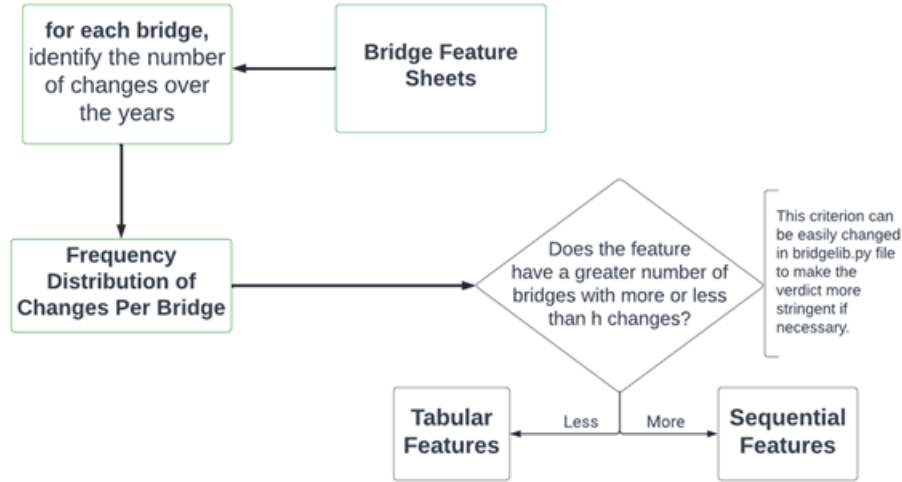 for each bridge,
identify the number
of changes over
the years
Bridge Feature
Sheets
Frequency
Distribution of
Changes Per Bridge
Does the feature
have a greater number of
bridges with more or less
than h changes?
This criterion can
be easily changed
in bridgelib.py file
to make the
verdict more
stringent if
necessary.
Less
More
Tabular
Features
Sequential
Features